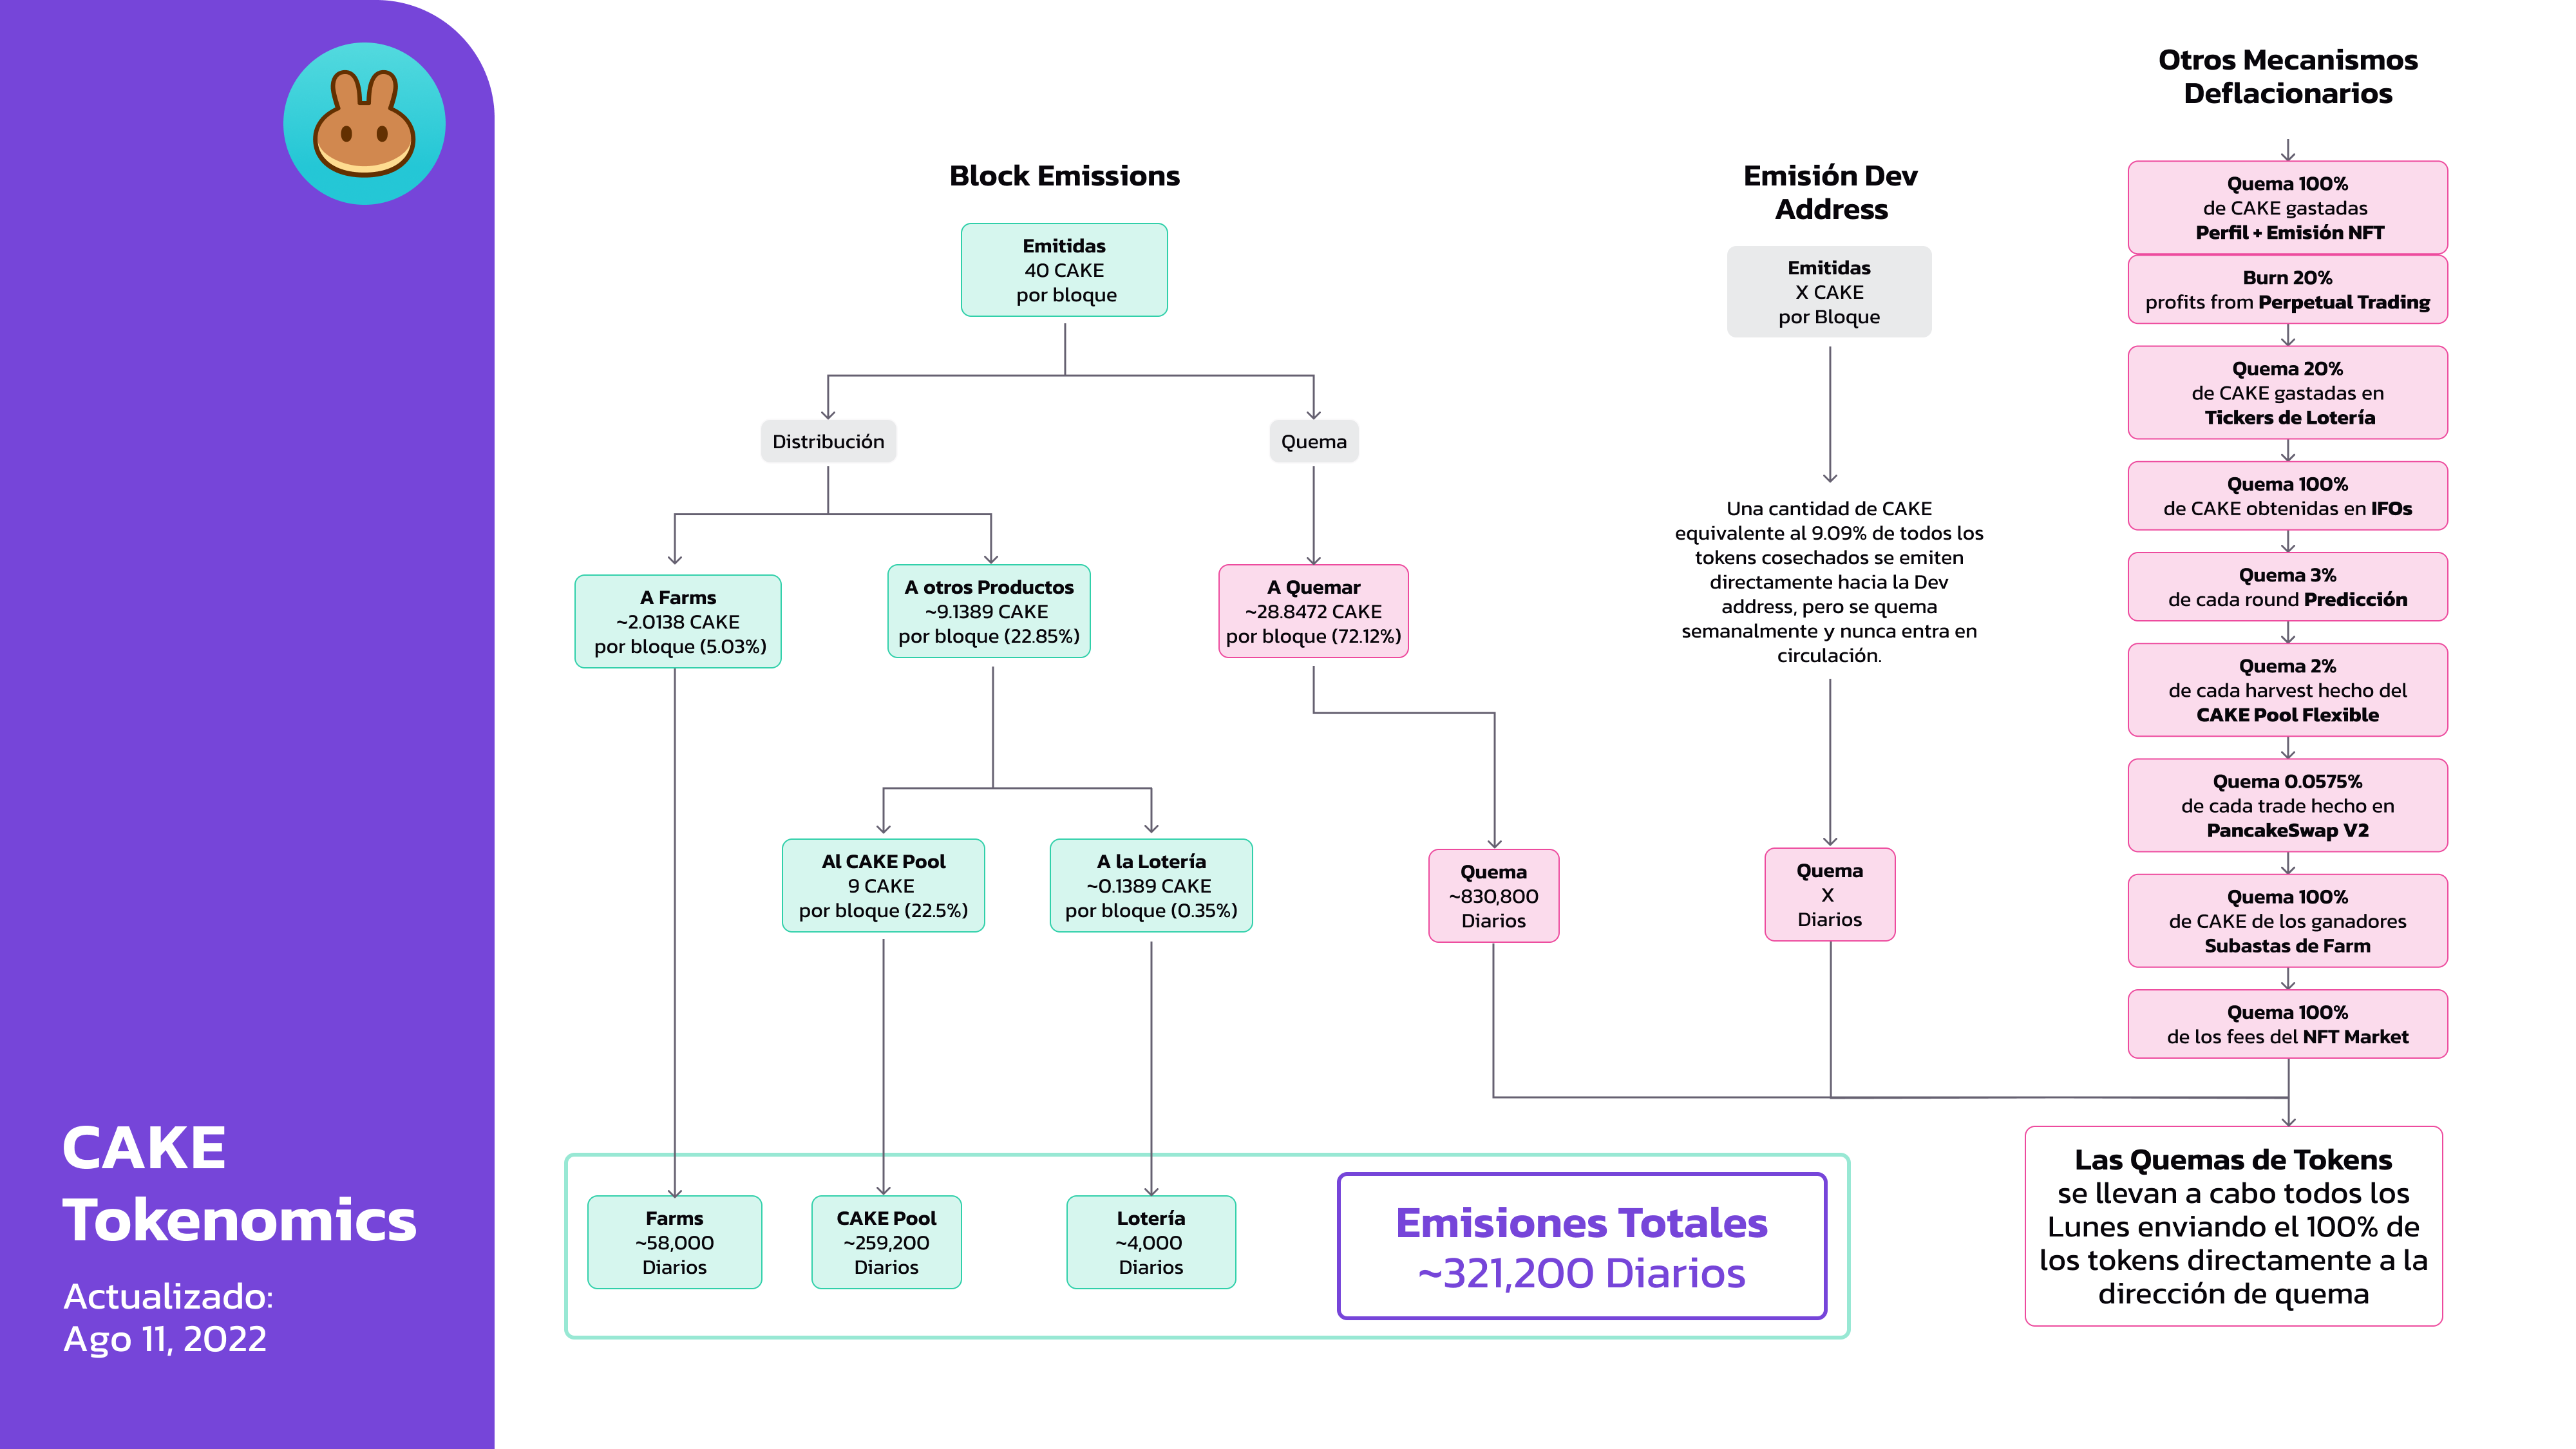 CAKE
Tokenomics
Actualizado:
Ago 11, 2022
Block Emissions
Emitidas
40 CAKE
por bloque
Distribución
Quema
A Farms
~2.0138 CAKE
por bloque (5.03%)
A otros Productos
~9.1389 CAKE
por bloque (22.85%)
A Quemar
~28.8472 CAKE
por bloque (72.12%)
Al CAKE Pool
9 CAKE
por bloque (22.5%)
A la Lotería
~0.1389 CAKE
por bloque (0.35%)
Quema
~830,800
Diarios
Farms
~58,000
Diarios
CAKE Pool
~259,200
Diarios
Lotería
~4,000
Diarios
Emisiones Totales
~321,200 Diarios
Emisión Dev
Address
Emitidas
X CAKE
por Bloque
Una cantidad de CAKE
equivalente al 9.09% de todos los
tokens cosechados se emiten
directamente hacia la Dev
address, pero se quema
semanalmente y nunca entra en
circulación.
Quema
X
Diarios
Otros Mecanismos
Deflacionarios
Quema 100%
de CAKE gastadas
Perfil + Emisión NFT
Burn 20%
profits from Perpetual Trading
Quema 20%
de CAKE gastadas en
Tickers de Lotería
Quema 100%
de CAKE obtenidas en IFOs
Quema 3%
de cada round Predicción
Quema 2%
de cada harvest hecho del
CAKE Pool Flexible
Quema 0.0575%
de cada trade hecho en
PancakeSwap V2
Quema 100%
de CAKE de los ganadores
Subastas de Farm
Quema 100%
de los fees del NFT Market
Las Quemas de Tokens
se llevan a cabo todos los
Lunes enviando el 100% de
los tokens directamente a la
dirección de quema